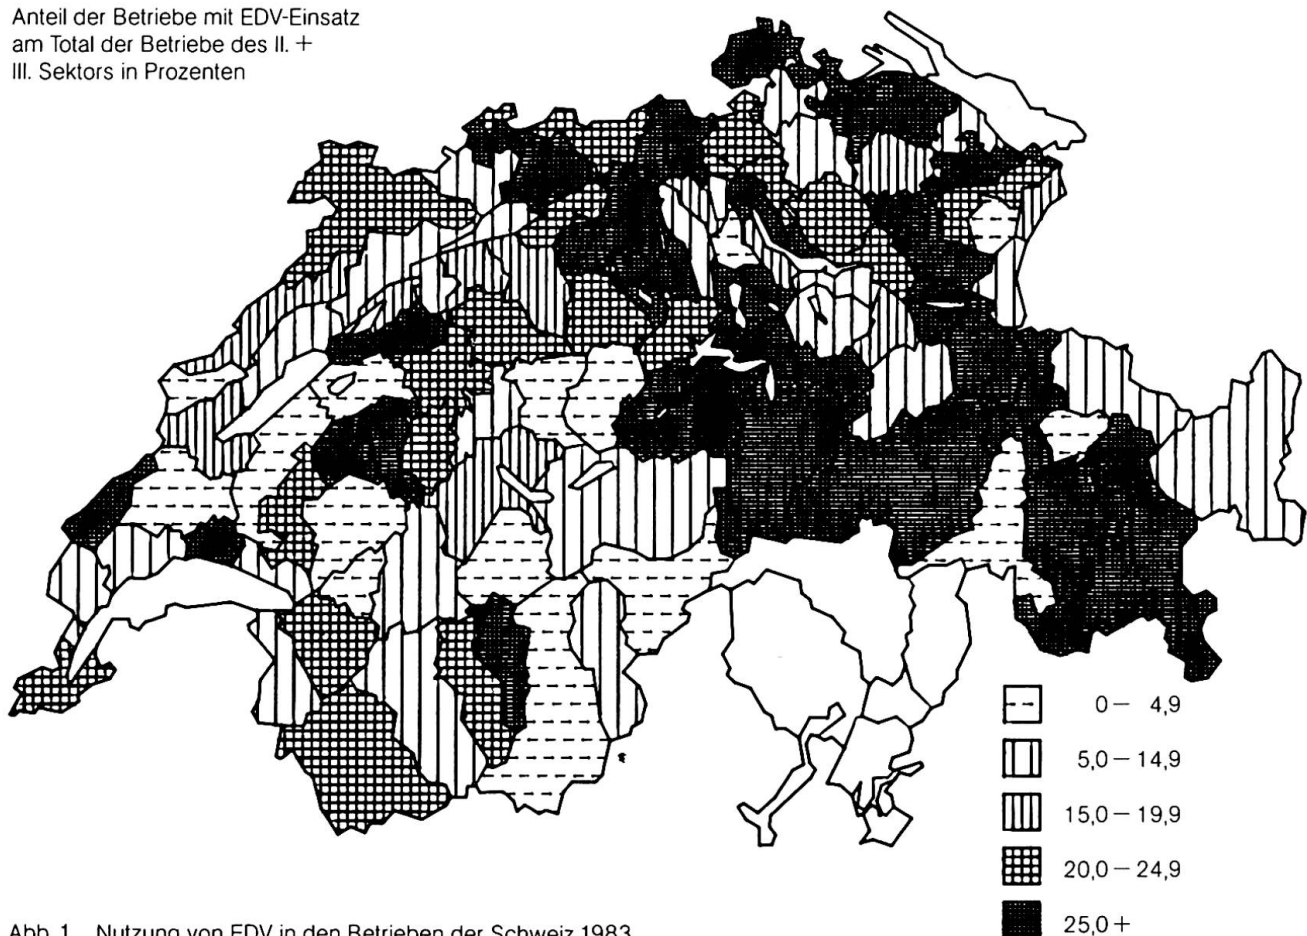 Anteil der Betriebe mit EDV-Einsatz
am Total der Betriebe des II. +
III. Sektors in Prozenten
0 – 4,9
5,0 – 14,9
15,0 – 19,9
20,0 – 24,9
25,0 +
Abb. 1 Nutzung von EDV in den Betrieben der Schweiz 1983